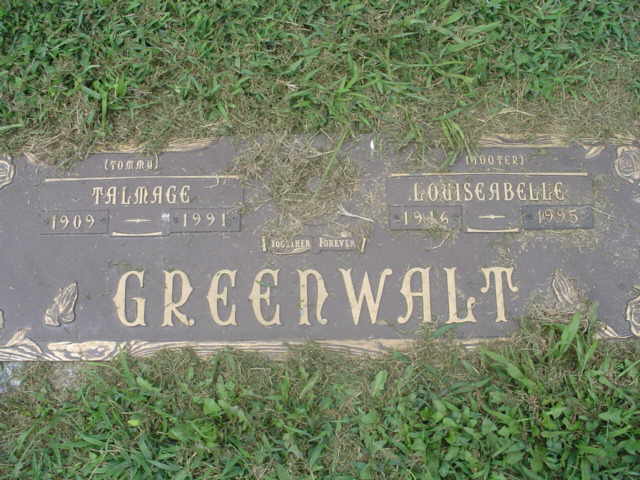 (TOMMY)
TALMAGE
1909 1991
(HOOTER)
LOUISEABELLE
1916 1995
TOGETHER FOREVER
GREENWALT